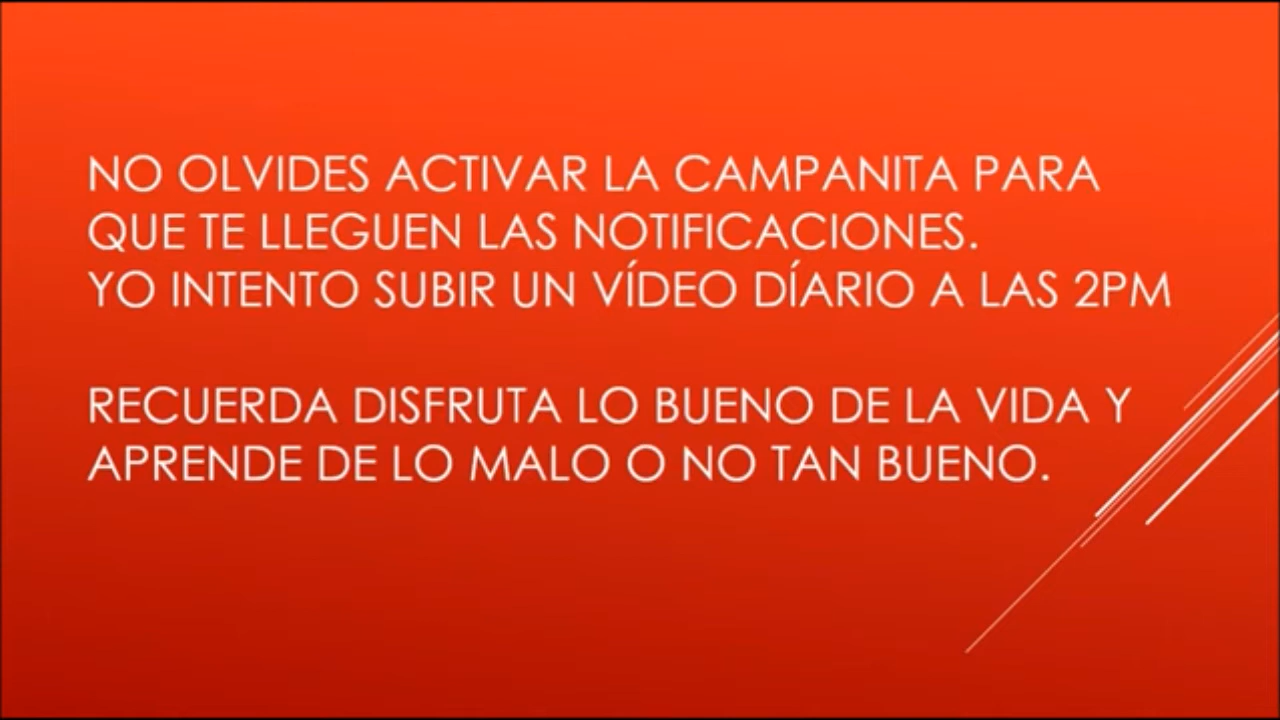 NO OLVIDES ACTIVAR LA CAMPANITA PARA
QUE TE LLEGUEN LAS NOTIFICACIONES.
YO INTENTO SUBIR UN VÍDEO DÍARIO A LAS 2PM
RECUERDA DISFRUTA LO BUENO DE LA VIDA Y
APRENDE DE LO MALO O NO TAN BUENO.